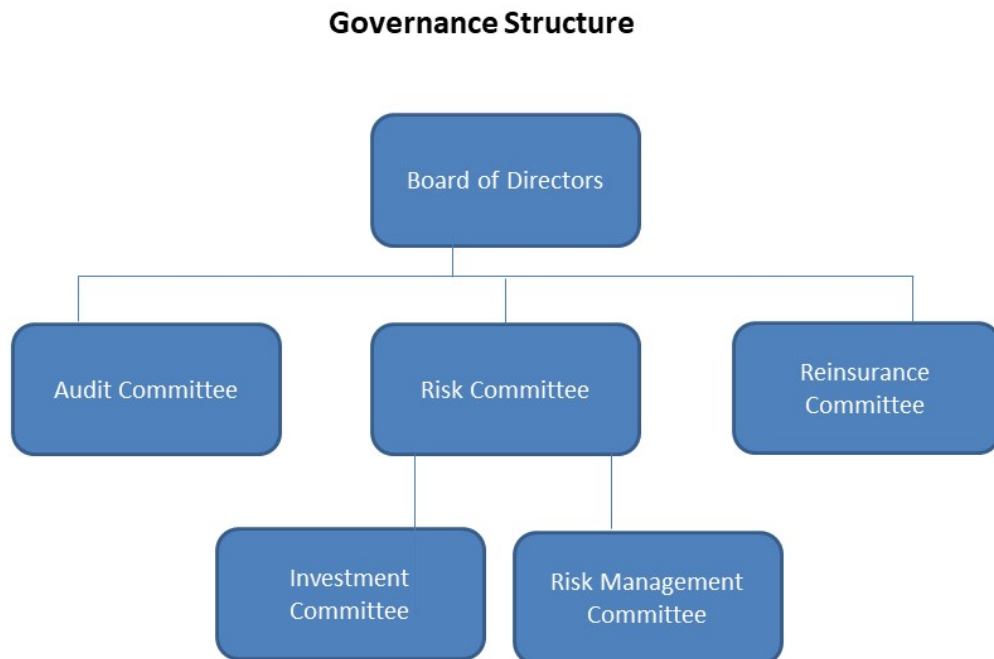 Governance Structure
Board of Directors
Audit Committee
Risk Committee
Reinsurance
Committee
Investment
Committee
Risk Management
Committee